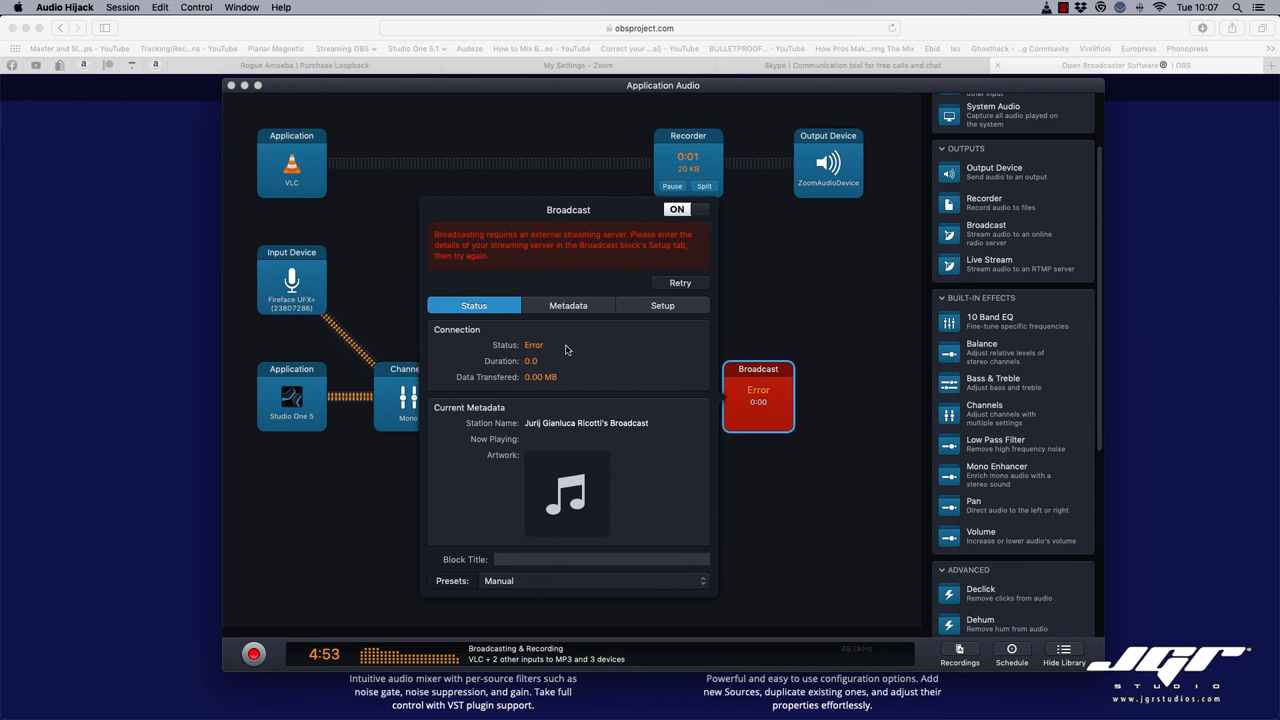 Audio Hijack Session Edit Control Window Help Tue 10:07
obsproject.com
Master and Sl...ps - YouTube Tracking(Rec...ns - YouTube Planar Magnetic Streaming OBS Studio One 5.1 Audeze How to Mix B...es - YouTube Correct your...al) - YouTube BULLETPROOF... - YouTube How Pros Mak...ring The Mix Ebid lez Ghosthack -...g Community Vinilificio Europress Phonopress
Rogue Amoeba | Purchase Loopback My Settings - Zoom Skype | Communication tool for free calls and chat Open Broadcaster Software® | OBS
Application Audio
Application
VLC
Recorder
0:01
20 KB
Pause Split
Output Device
ZoomAudioDevice
Input Device
Fireface UFX+
(23807286)
Application
Studio One 5
Channe
Mono
Broadcast
ON
Broadcasting requires an external streaming server. Please enter the
details of your streaming server in the Broadcast block's Setup tab,
then try again.
Retry
Status Metadata Setup
Connection
Status: Error
Duration: 0.0
Data Transfered: 0.00 MB
Current Metadata
Station Name: Jurij Gianluca Ricotti's Broadcast
Now Playing:
Artwork:
Block Title:
Presets: Manual
Broadcast
Error
0:00
other input
System Audio
Capture all audio played on
the system
OUTPUTS
Output Device
Send audio to an output
Recorder
Record audio to files
Broadcast
Stream audio to an online
radio server
Live Stream
Stream audio to an RTMP server
BUILT-IN EFFECTS
10 Band EQ
Fine-tune specific frequencies
Balance
Adjust relative levels of
stereo channels
Bass & Treble
Adjust bass and treble
Channels
Adjust channels with
multiple settings
Low Pass Filter
Remove high frequency noise
Mono Enhancer
Enrich mono audio with a
stereo sound
Pan
Direct audio to the left or right
Volume
Increase or lower audio's volume
ADVANCED
Declick
Remove clicks from audio
Dehum
Remove hum from audio
4:53
Broadcasting & Recording
VLC + 2 other inputs to MP3 and 3 devices
48.0kHz
Recordings Schedule Hide Library
Intuitive audio mixer with per-source filters such as
noise gate, noise suppression, and gain. Take full
control with VST plugin support.
Powerful and easy to use configuration options. Add
new Sources, duplicate existing ones, and adjust their
properties effortlessly.
JGR
STUDIO
www.jgrstudios.com